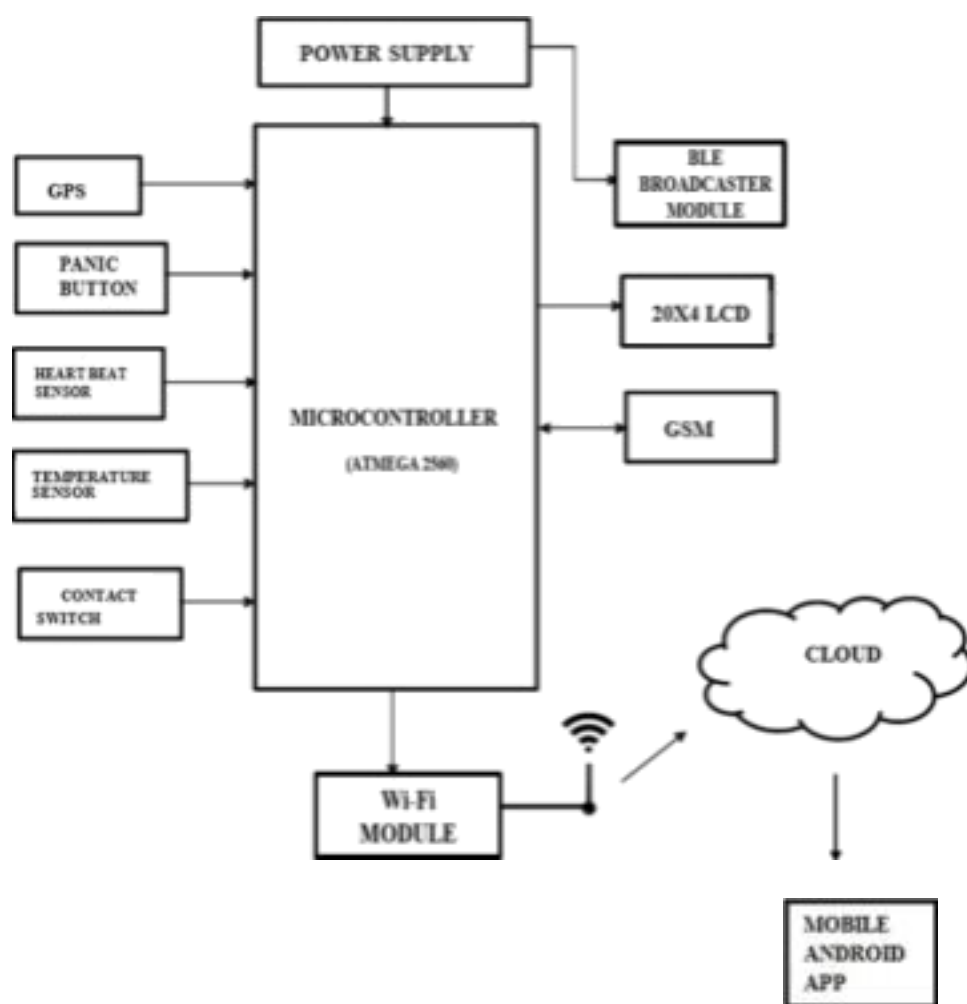 POWER SUPPLY
BLE
BROADCASTER
MODULE
GPS
PANIC
BUTTON
20X4 LCD
HEART BEAT
SENSOR
MICROCONTROLLER
(ATMEGA 2560)
GSM
TEMPERATURE
SENSOR
CONTACT
SWITCH
CLOUD
Wi-Fi
MODULE
MOBILE
ANDROID
APP